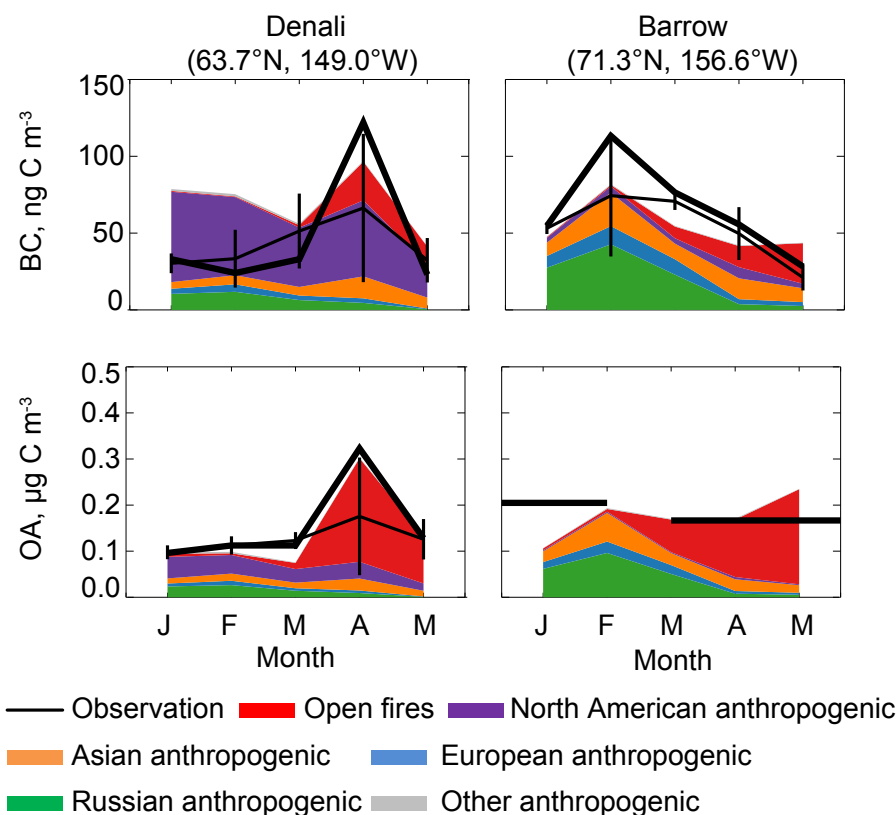 Denali
(63.7°N, 149.0°W)
Barrow
(71.3°N, 156.6°W)
BC, ng C m⁻³
150
100
50
0
OA, µg C m⁻³
0.5
0.4
0.3
0.2
0.1
0.0
J F M A M
Month
J F M A M
Month
Observation Open fires North American anthropogenic
Asian anthropogenic European anthropogenic
Russian anthropogenic Other anthropogenic